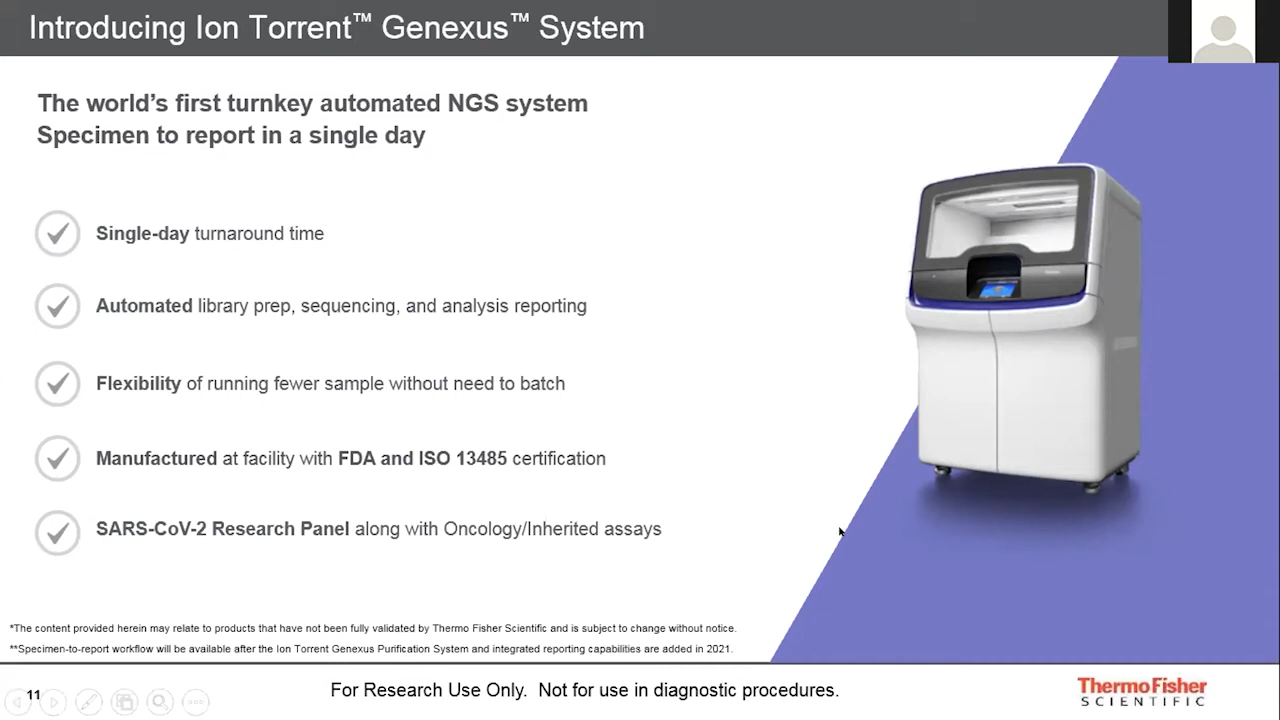 Introducing Ion Torrent™ Genexus™ System
The world's first turnkey automated NGS system
Specimen to report in a single day
Single-day turnaround time
Automated library prep, sequencing, and analysis reporting
Flexibility of running fewer sample without need to batch
Manufactured at facility with FDA and ISO 13485 certification
SARS-CoV-2 Research Panel along with Oncology/Inherited assays
*The content provided herein may relate to products that have not been fully validated by Thermo Fisher Scientific and is subject to change without notice.
**Specimen-to-report workflow will be available after the Ion Torrent Genexus Purification System and integrated reporting capabilities are added in 2021.
11
For Research Use Only. Not for use in diagnostic procedures.
ThermoFisher
SCIENTIFIC